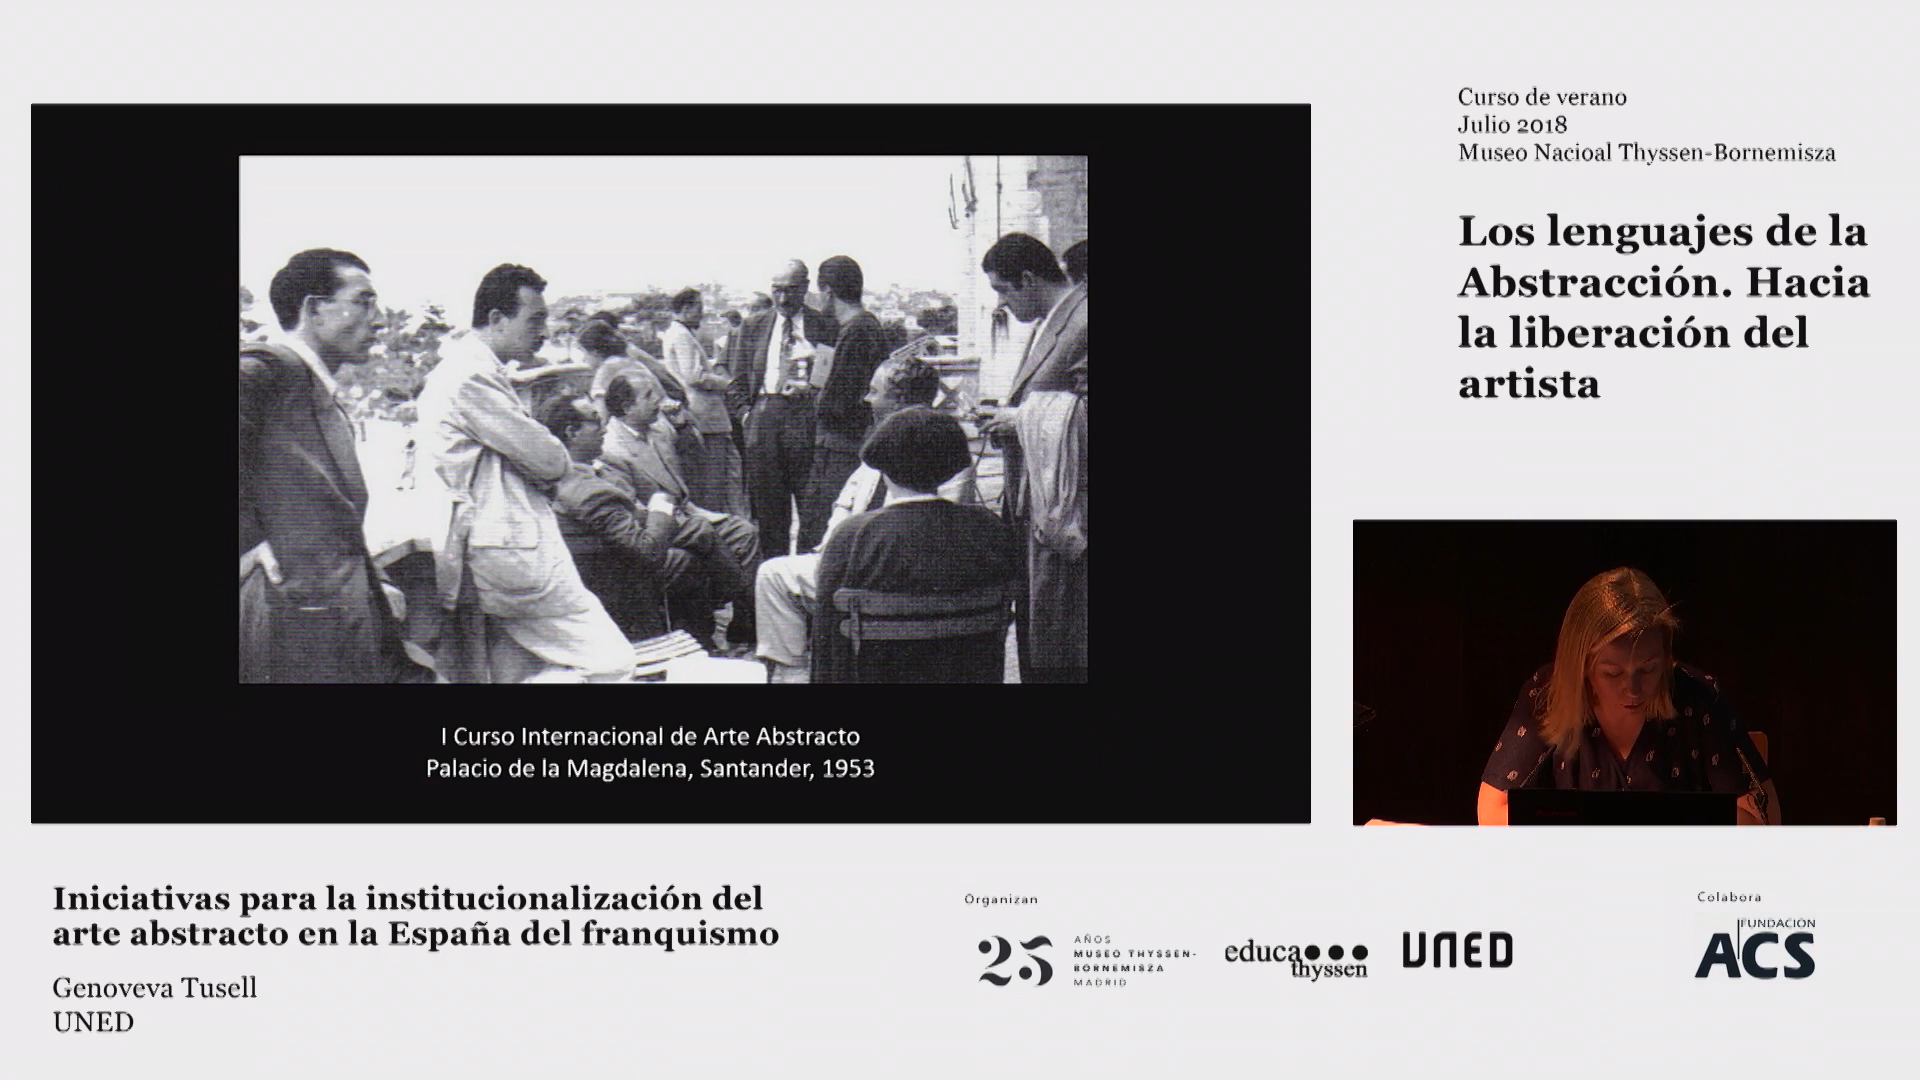 Curso de verano
Julio 2018
Museo Nacioal Thyssen-Bornemisza
Los lenguajes de la
Abstracción. Hacia
la liberación del
artista
I Curso Internacional de Arte Abstracto
Palacio de la Magdalena, Santander, 1953
Iniciativas para la institucionalización del
arte abstracto en la España del franquismo
Genoveva Tusell
UNED
Organizan
25
AÑOS
MUSEO THYSSEN-
BORNEMISZA
MADRID
educa
thyssen
UNED
Colabora
FUNDACIÓN
ACS